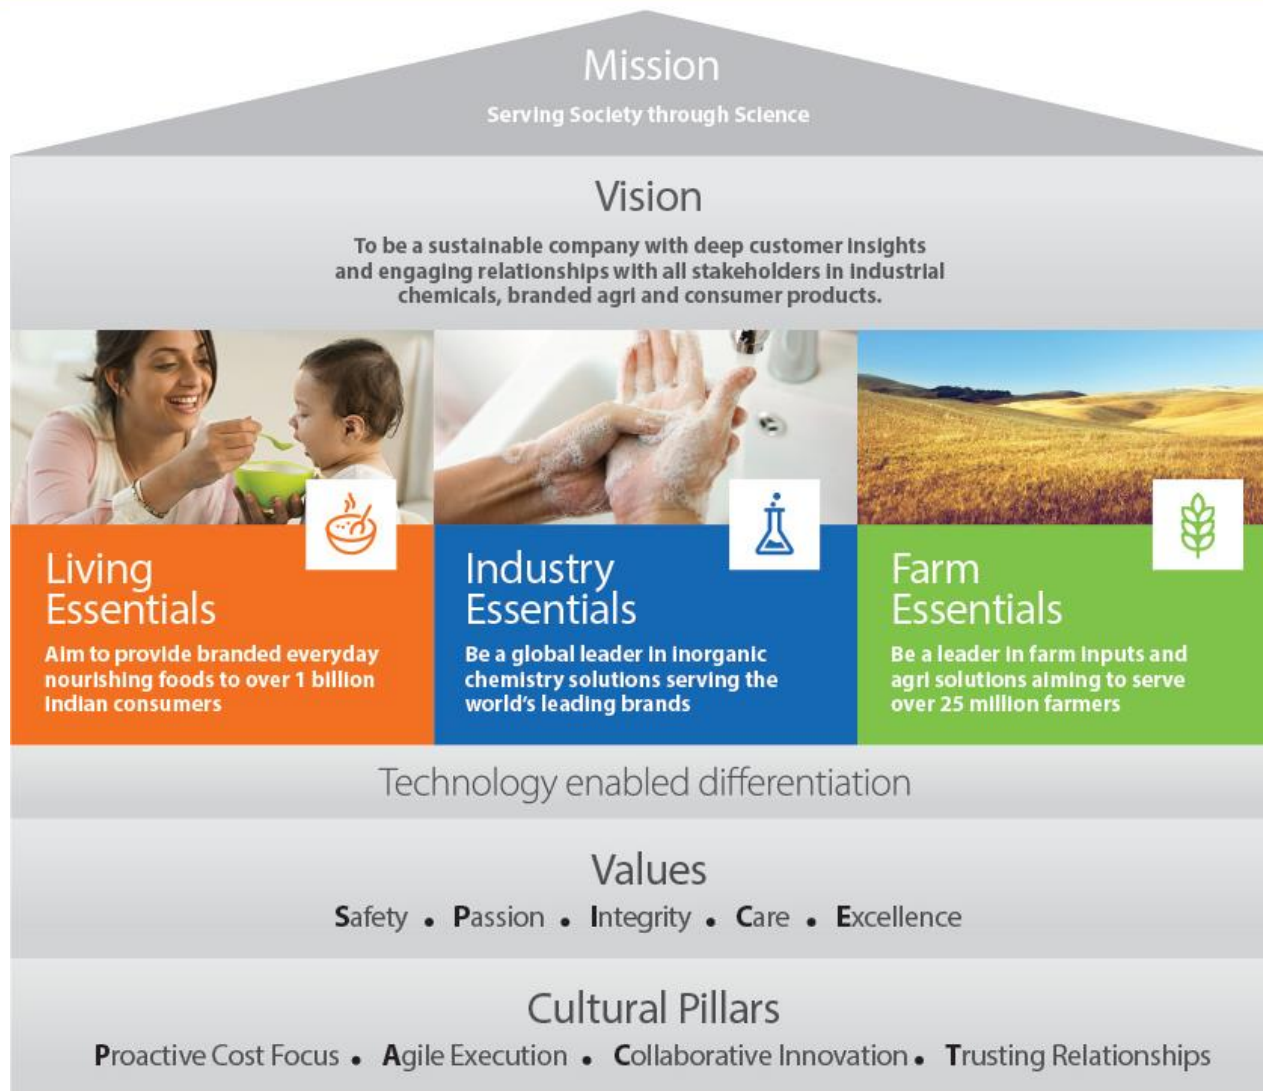 Mission
Serving Society through Science
Vision
To be a sustainable company with deep customer insights
and engaging relationships with all stakeholders in industrial
chemicals, branded agri and consumer products.
Living
Essentials
Aim to provide branded everyday
nourishing foods to over 1 billion
Indian consumers
Industry
Essentials
Be a global leader in inorganic
chemistry solutions serving the
world's leading brands
Farm
Essentials
Be a leader in farm inputs and
agri solutions aiming to serve
over 25 million farmers
Technology enabled differentiation
Values
Safety • Passion • Integrity • Care • Excellence
Cultural Pillars
Proactive Cost Focus • Agile Execution • Collaborative Innovation • Trusting Relationships